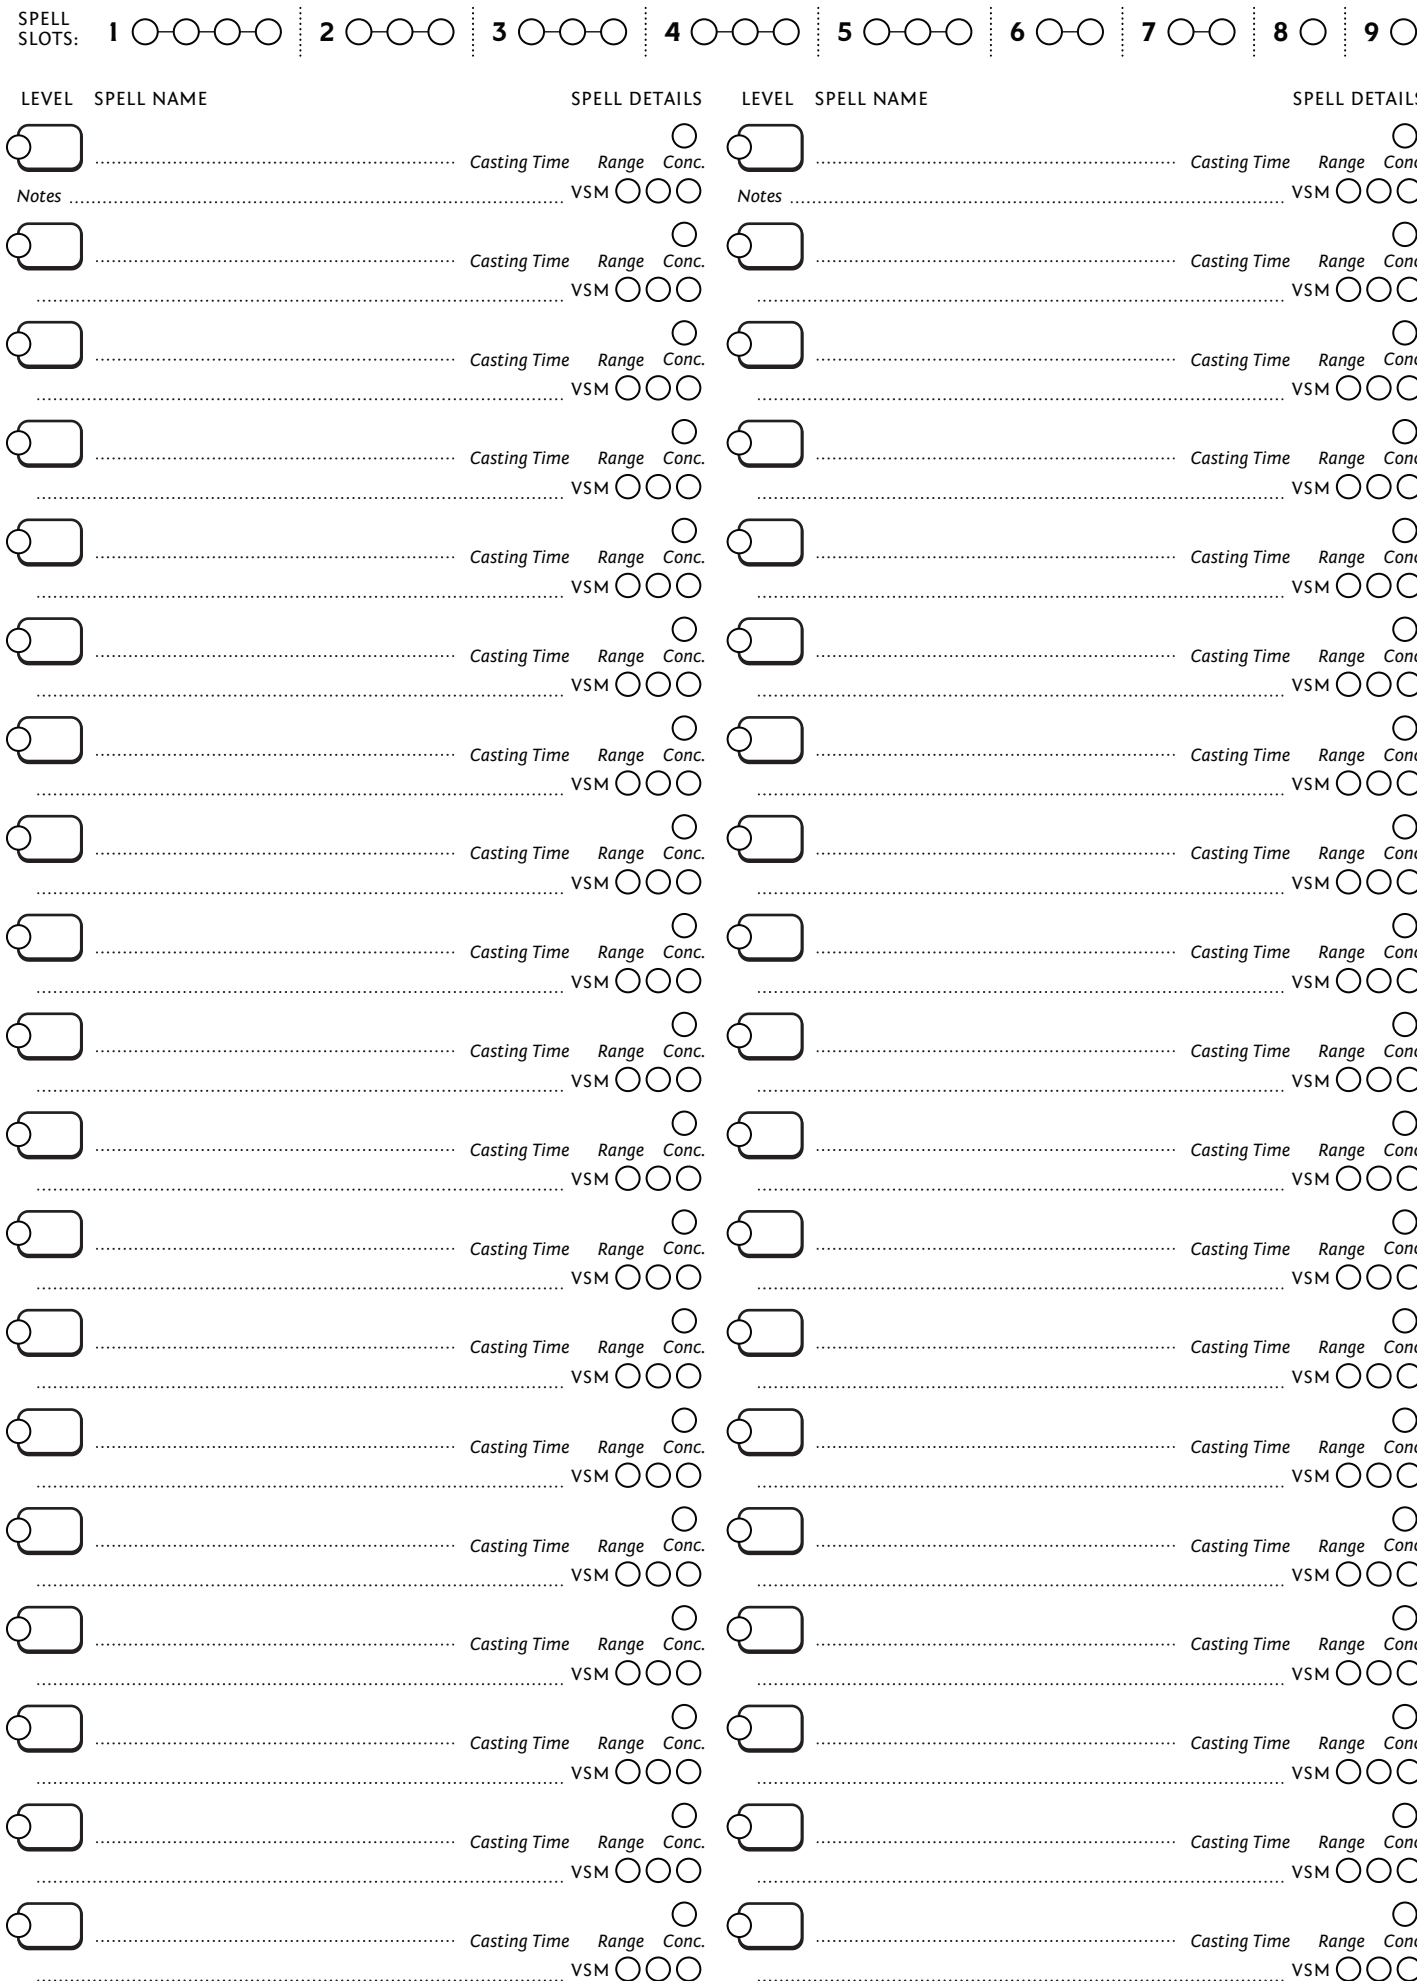 SPELL
SLOTS: 1 2 3 4 5 6 7 8 9
LEVEL SPELL NAME SPELL DETAILS
Casting Time Range Conc.
Notes VSM
Casting Time Range Conc.
VSM
Casting Time Range Conc.
VSM
Casting Time Range Conc.
VSM
Casting Time Range Conc.
VSM
Casting Time Range Conc.
VSM
Casting Time Range Conc.
VSM
Casting Time Range Conc.
VSM
Casting Time Range Conc.
VSM
Casting Time Range Conc.
VSM
Casting Time Range Conc.
VSM
Casting Time Range Conc.
VSM
Casting Time Range Conc.
VSM
Casting Time Range Conc.
VSM
Casting Time Range Conc.
VSM
Casting Time Range Conc.
VSM
Casting Time Range Conc.
VSM
Casting Time Range Conc.
VSM
Casting Time Range Conc.
VSM
LEVEL SPELL NAME SPELL DETAILS
Casting Time Range Conc
Notes VSM
Casting Time Range Conc
VSM
Casting Time Range Conc
VSM
Casting Time Range Conc
VSM
Casting Time Range Conc
VSM
Casting Time Range Conc
VSM
Casting Time Range Conc
VSM
Casting Time Range Conc
VSM
Casting Time Range Conc
VSM
Casting Time Range Conc
VSM
Casting Time Range Conc
VSM
Casting Time Range Conc
VSM
Casting Time Range Conc
VSM
Casting Time Range Conc
VSM
Casting Time Range Conc
VSM
Casting Time Range Conc
VSM
Casting Time Range Conc
VSM
Casting Time Range Conc
VSM
Casting Time Range Conc
VSM